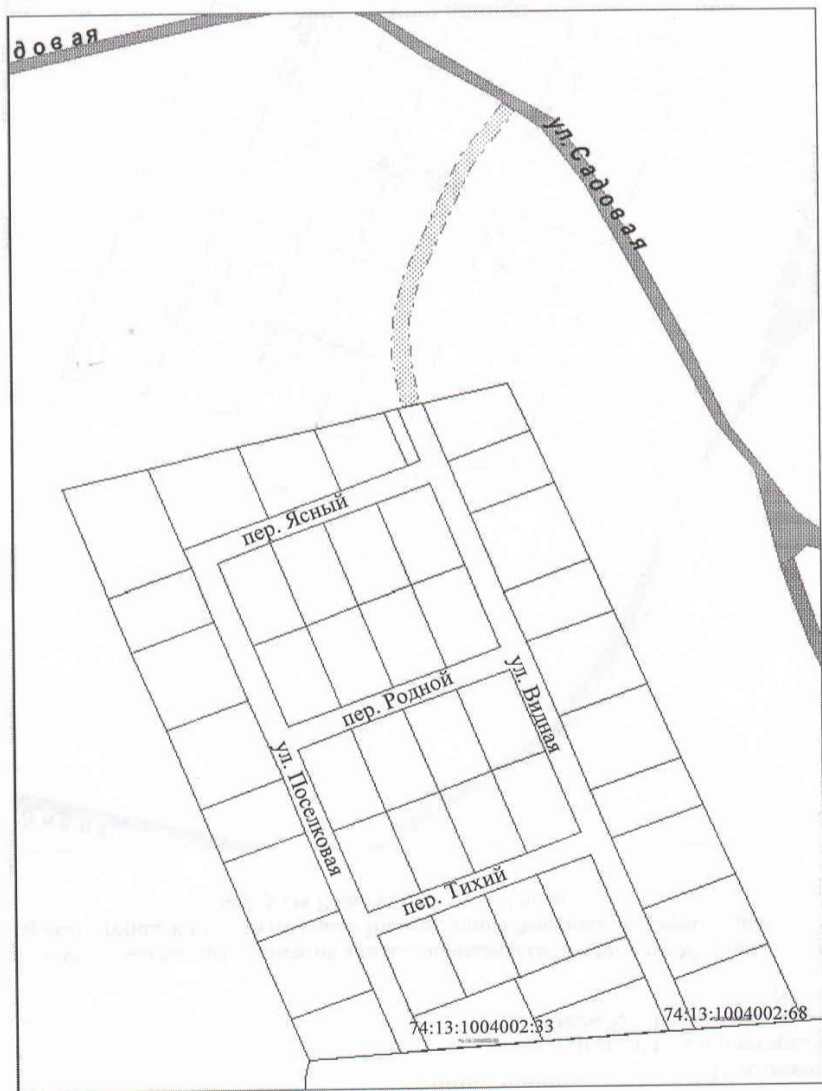 довая
ул. Садовая
пер. Ясный
ул. Видная
пер. Родной
ул. Поселковая
пер. Тихий
74:13:1004002:33
74:13:1004002:68